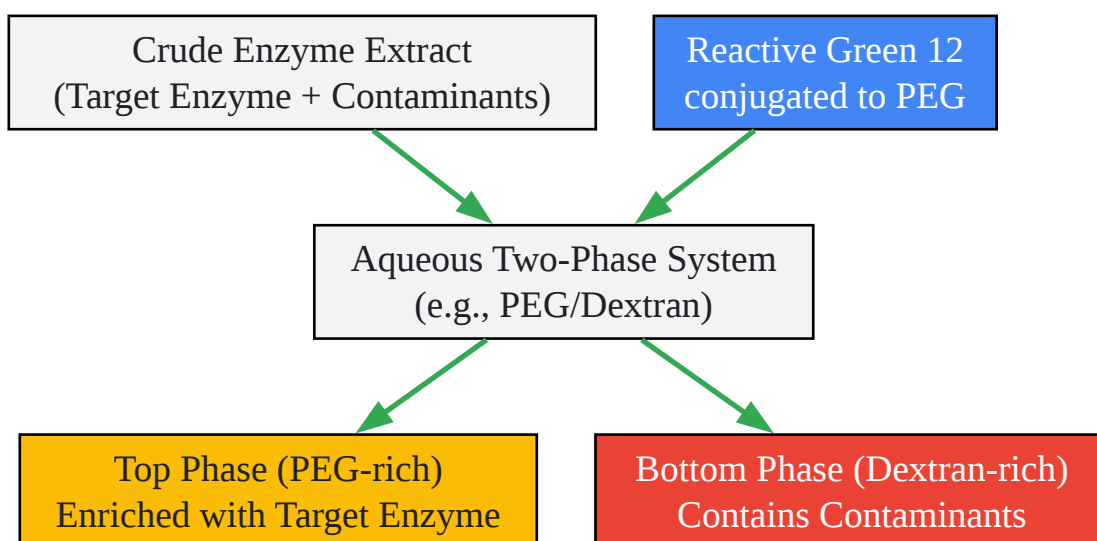 Crude Enzyme Extract
(Target Enzyme + Contaminants)
Reactive Green 12
conjugated to PEG
Aqueous Two-Phase System
(e.g., PEG/Dextran)
Top Phase (PEG-rich)
Enriched with Target Enzyme
Bottom Phase (Dextran-rich)
Contains Contaminants